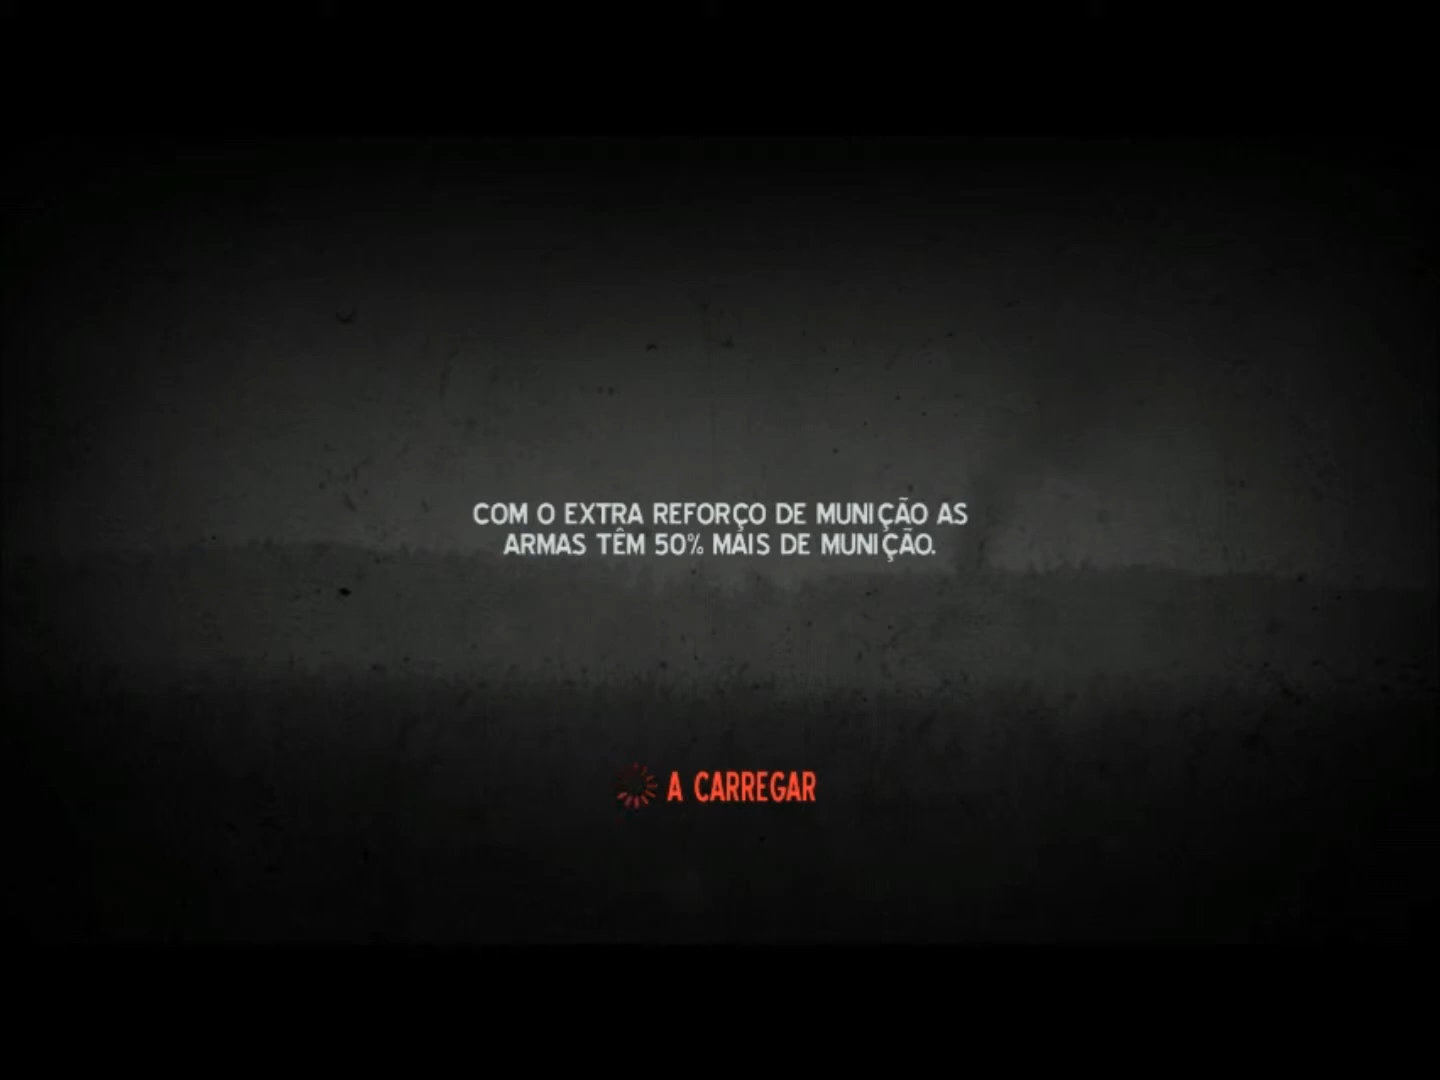 COM O EXTRA REFORÇO DE MUNIÇÃO AS
ARMAS TÊM 50% MAIS DE MUNIÇÃO.
A CARREGAR